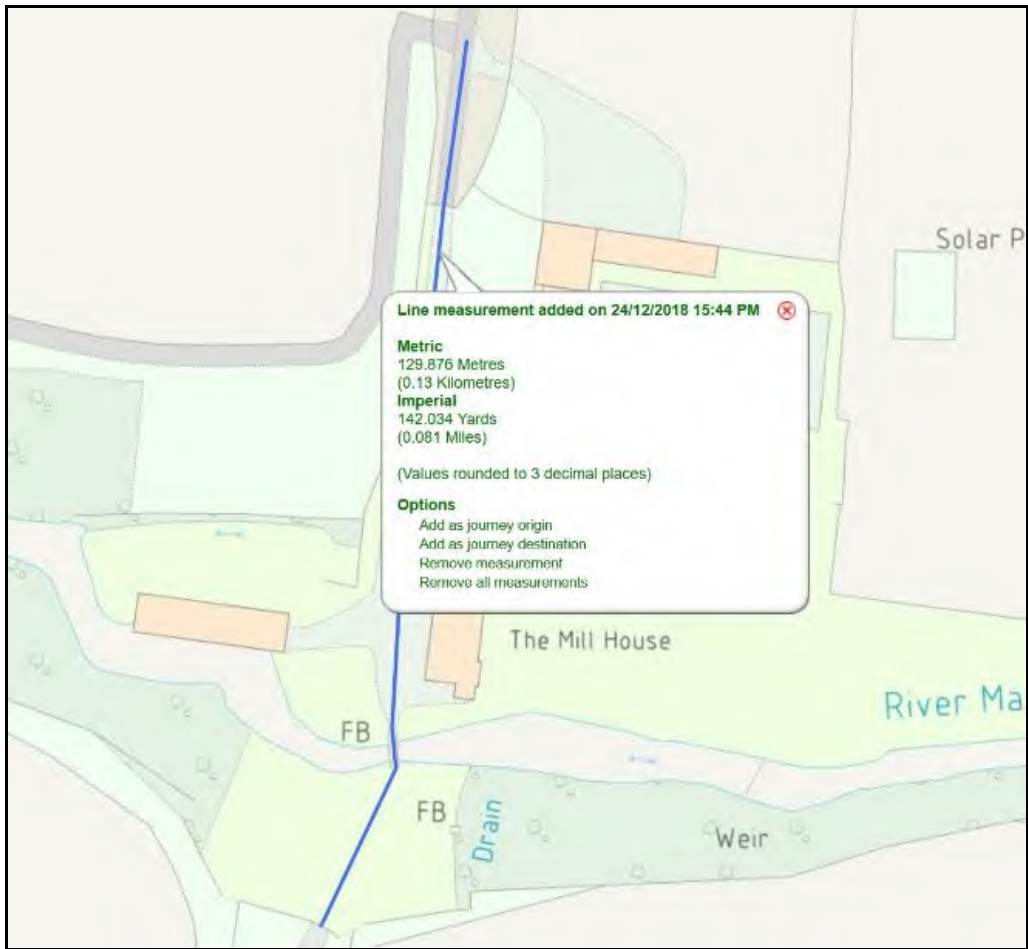 Solar P
Line measurement added on 24/12/2018 15:44 PM
Metric
129.876 Metres
(0.13 Kilometres)
Imperial
142.034 Yards
(0.081 Miles)
(Values rounded to 3 decimal places)
Options
Add as journey origin
Add as journey destination
Remove measurement
Remove all measurements
The Mill House
River Ma
FB
FB
Drain
Weir